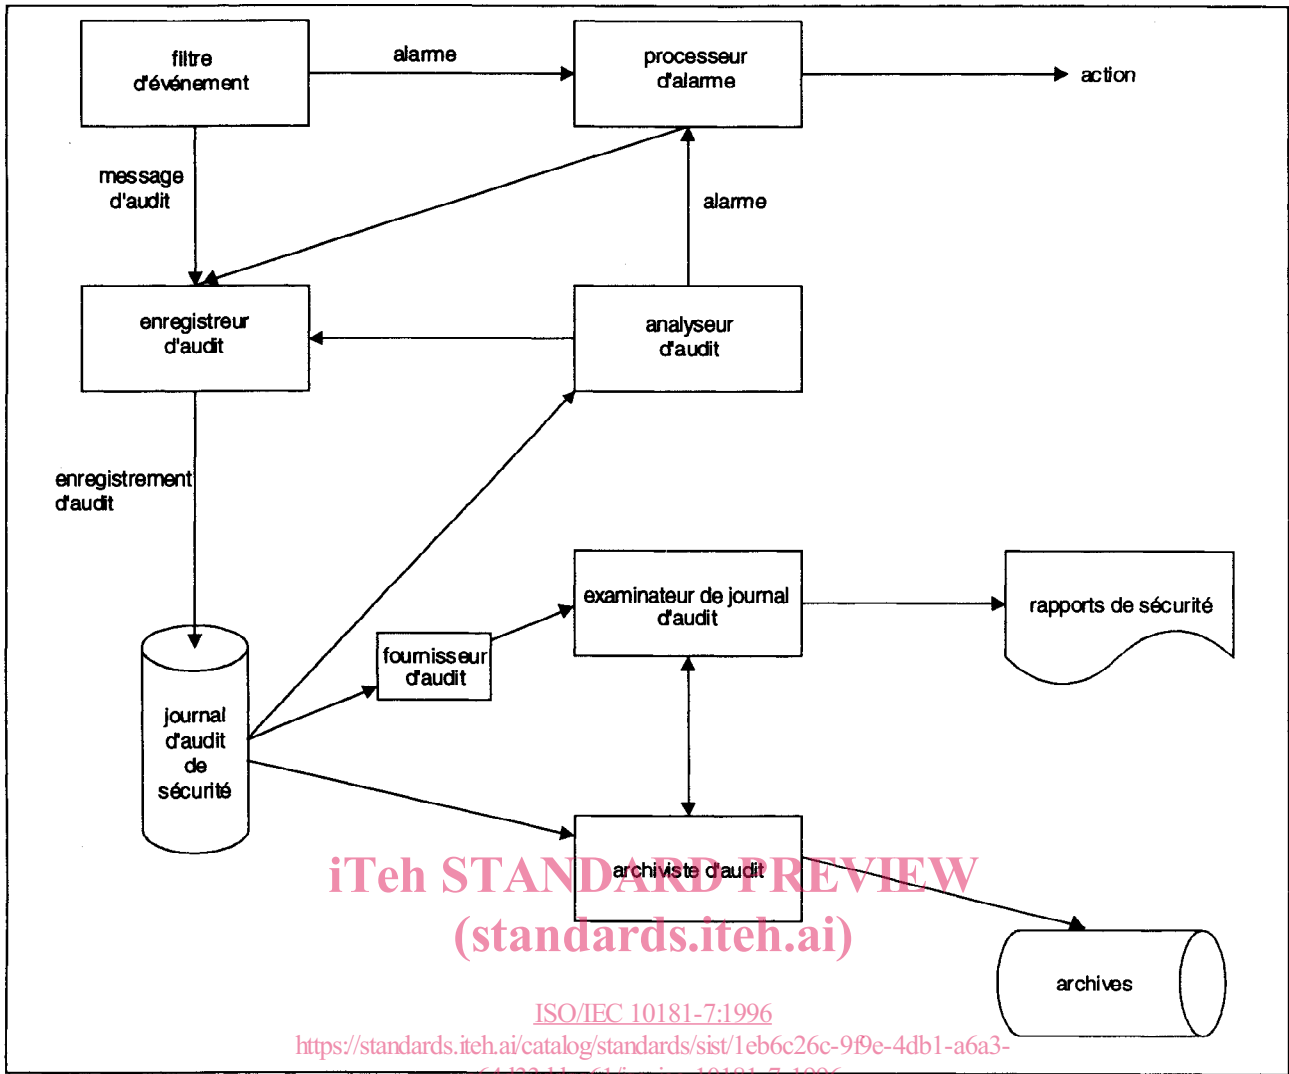 filtre
d'événement
alarme
processeur
d'alarme
action
message
d'audit
alarme
enregistreur
d'audit
analyseur
d'audit
enregistrement
d'audit
examinateur de journal
d'audit
rapports de sécurité
fournisseur
d'audit
journal
d'audit
de
sécurité
archiviste d'audit
iTeh STANDARD PREVIEW
(standards.iteh.ai)
archives
ISO/IEC 10181-7:1996
https://standards.iteh.ai/catalog/standards/sist/1eb6c26c-9f9e-4db1-a6a3-